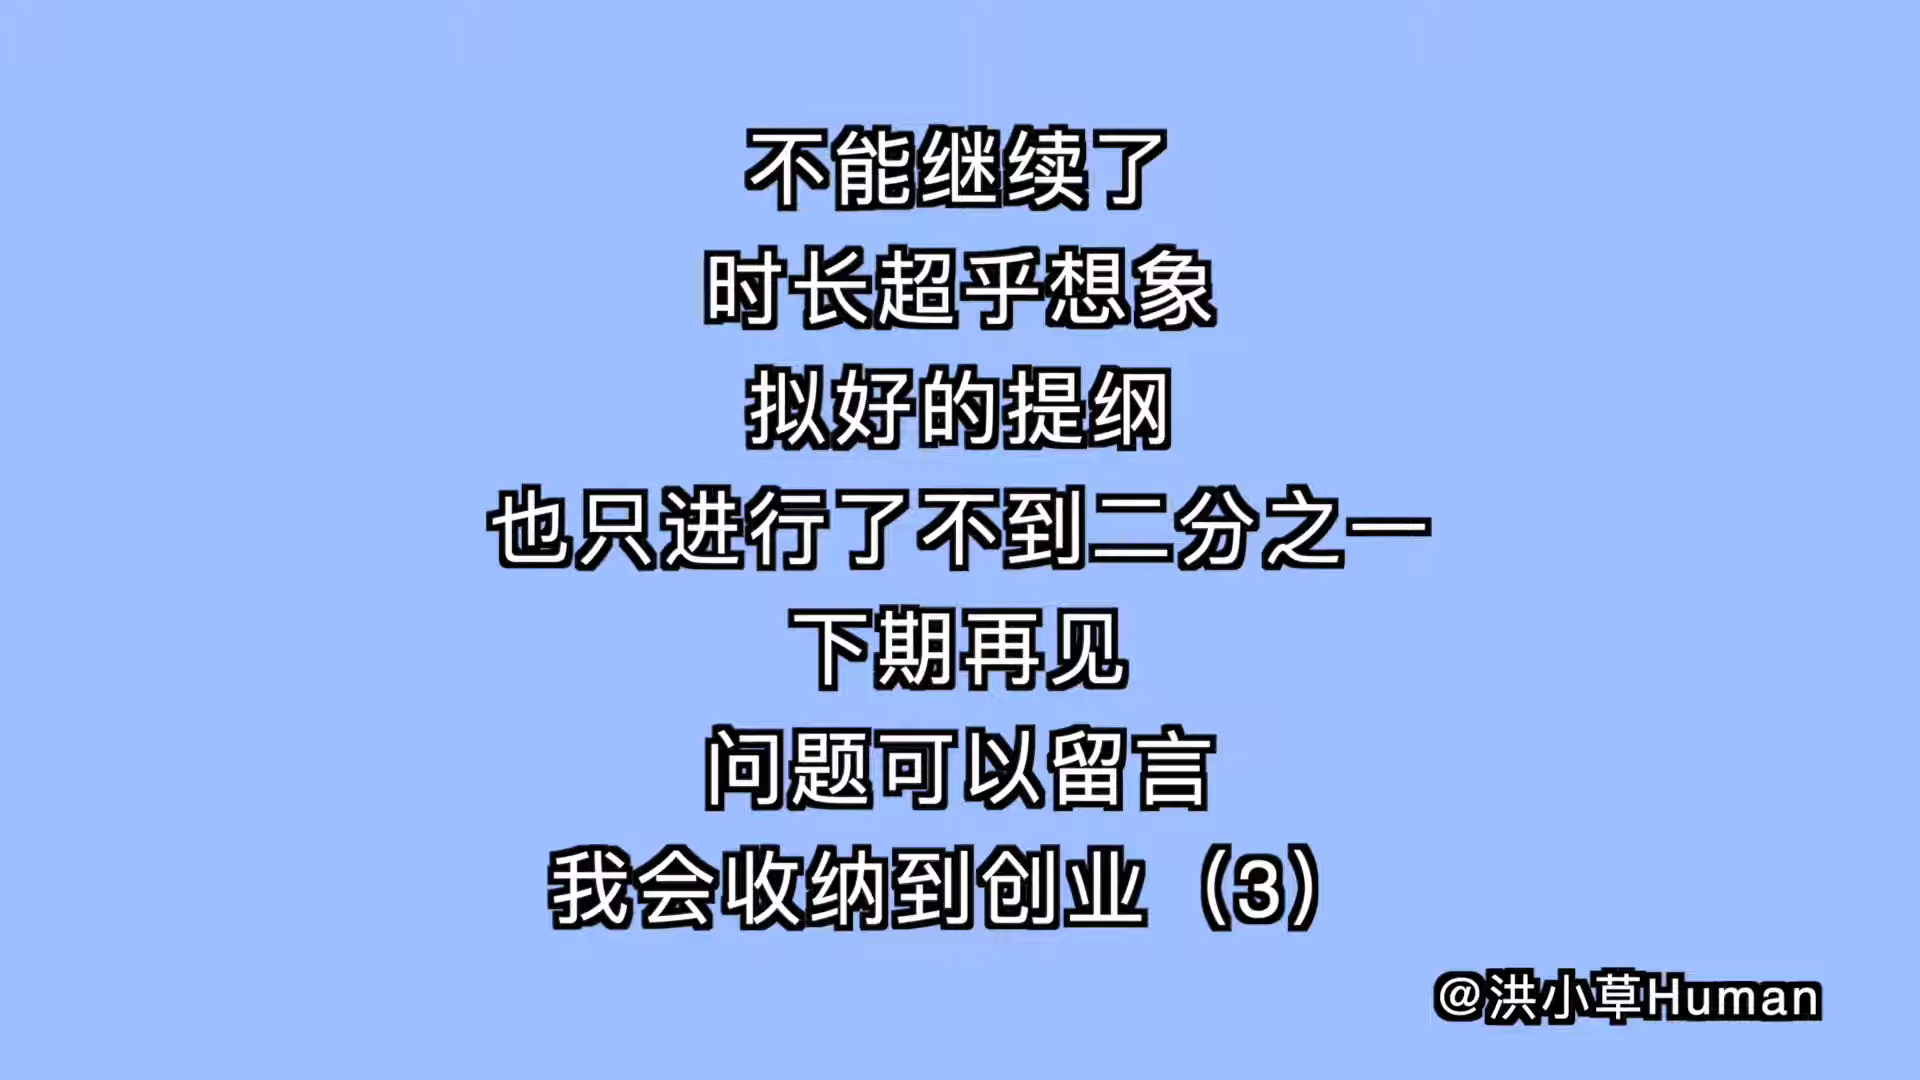 不能继续了
时长超乎想象
拟好的提纲
也只进行了不到二分之一
下期再见
问题可以留言
我会收纳到创业（3）
@洪小草Human